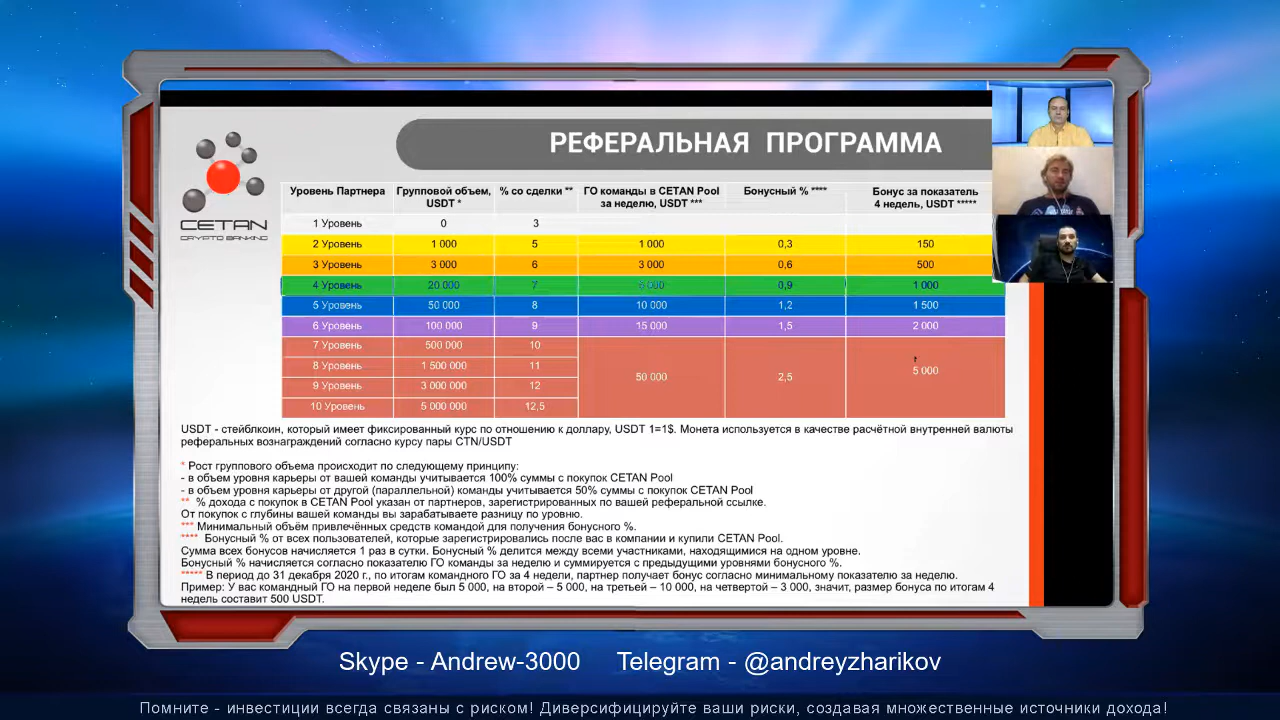 РЕФЕРАЛЬНАЯ ПРОГРАММА
CETAN
CRYPTO BANKING
Уровень Партнера Групповой объем, USDT * % со сделки ** ГО команды в CETAN Pool за неделю, USDT *** Бонусный % **** Бонус за показатель 4 недель, USDT *****
1 Уровень 0 3
2 Уровень 1 000 5 1 000 0,3 150
3 Уровень 3 000 6 3 000 0,6 500
4 Уровень 20 000 7 0,9 1 000
5 Уровень 50 000 8 10 000 1,2 1 500
6 Уровень 100 000 9 15 000 1,5 2 000
7 Уровень 500 000 10
8 Уровень 1 500 000 11
50 000 2,5 5 000
9 Уровень 3 000 000 12
10 Уровень 5 000 000 12,5
USDT - стейблкоин, который имеет фиксированный курс по отношению к доллару, USDT 1=1$. Монета используется в качестве расчётной внутренней валюты
реферальных вознаграждений согласно курсу пары CTN/USDT
* Рост группового объема происходит по следующему принципу:
- в объем уровня карьеры от вашей команды учитывается 100% суммы с покупок CETAN Pool
- в объем уровня карьеры от другой (параллельной) команды учитывается 50% суммы с покупок CETAN Pool
** % дохода с покупок в CETAN Pool указан от партнеров, зарегистрированных по вашей реферальной ссылке.
От покупок с глубины вашей команды вы зарабатываете разницу по уровню.
*** Минимальный объём привлечённых средств командой для получения бонусного %.
**** Бонусный % от всех пользователей, которые зарегистрировались после вас в компании и купили CETAN Pool.
Сумма всех бонусов начисляется 1 раз в сутки. Бонусный % делится между всеми участниками, находящимися на одном уровне.
Бонусный % начисляется согласно показателю ГО команды за неделю и суммируется с предыдущими уровнями бонусного %.
***** В период до 31 декабря 2020 г., по итогам командного ГО за 4 недели, партнер получает бонус согласно минимальному показателю за неделю.
Пример: У вас командный ГО на первой неделе был 5 000, на второй – 5 000, на третьей – 10 000, на четвертой – 3 000, значит, размер бонуса по итогам 4
недель составит 500 USDT.
Skype - Andrew-3000 Telegram - @andreyzharikov
Помните - инвестиции всегда связаны с риском! Диверсифицируйте ваши риски, создавая множественные источники дохода!